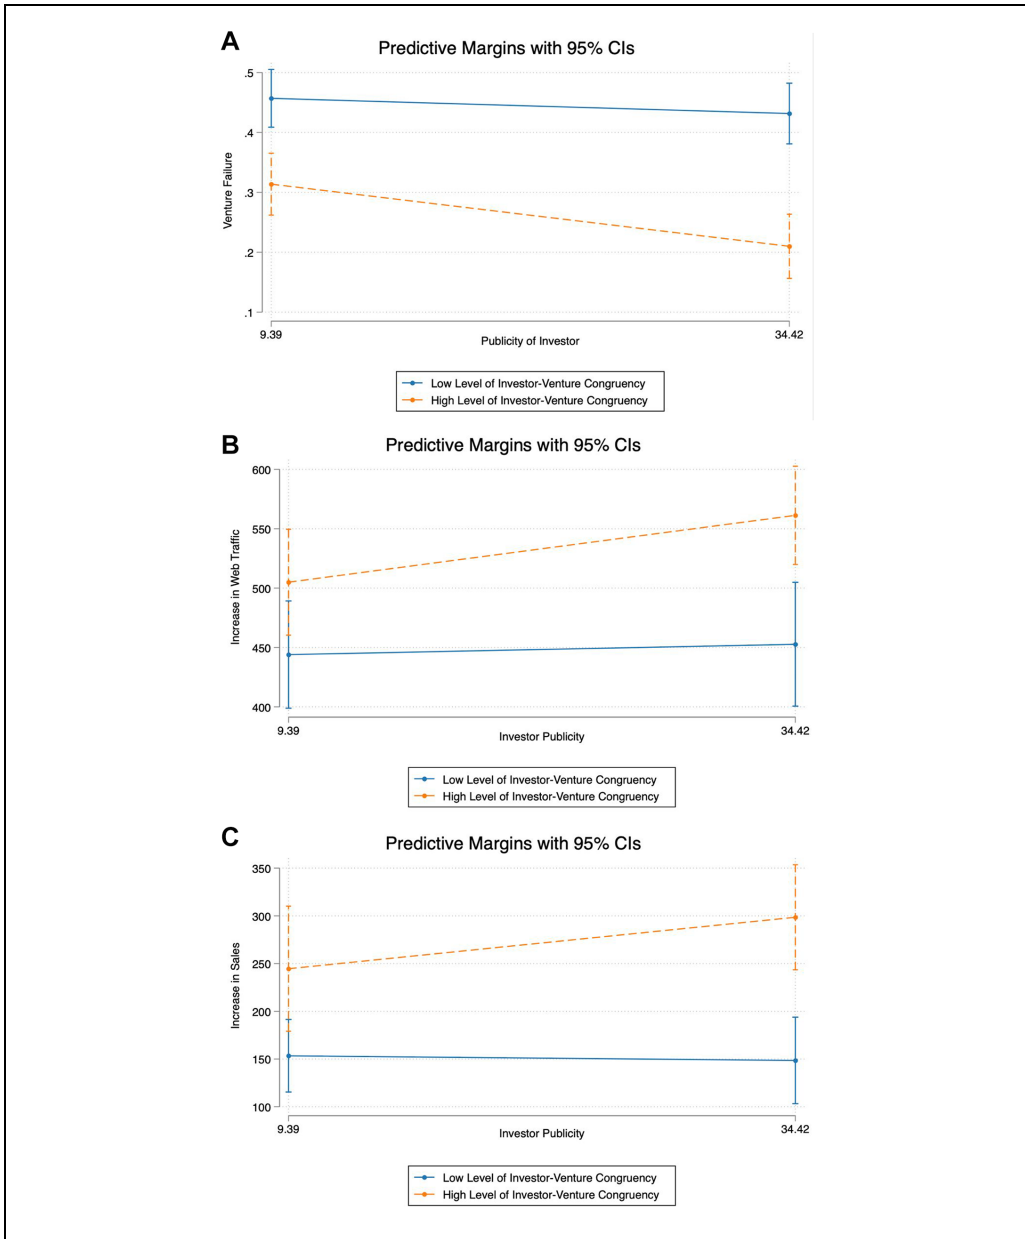 A
Predictive Margins with 95% CIs
.5
.4
.3
.2
.1
Venture Failure
9.39
34.42
Publicity of Investor
Low Level of Investor-Venture Congruency
High Level of Investor-Venture Congruency
B
Predictive Margins with 95% CIs
600
550
500
450
400
Increase in Web Traffic
9.39
34.42
Investor Publicity
Low Level of Investor-Venture Congruency
High Level of Investor-Venture Congruency
C
Predictive Margins with 95% CIs
350
300
250
200
150
100
Increase in Sales
9.39
34.42
Investor Publicity
Low Level of Investor-Venture Congruency
High Level of Investor-Venture Congruency